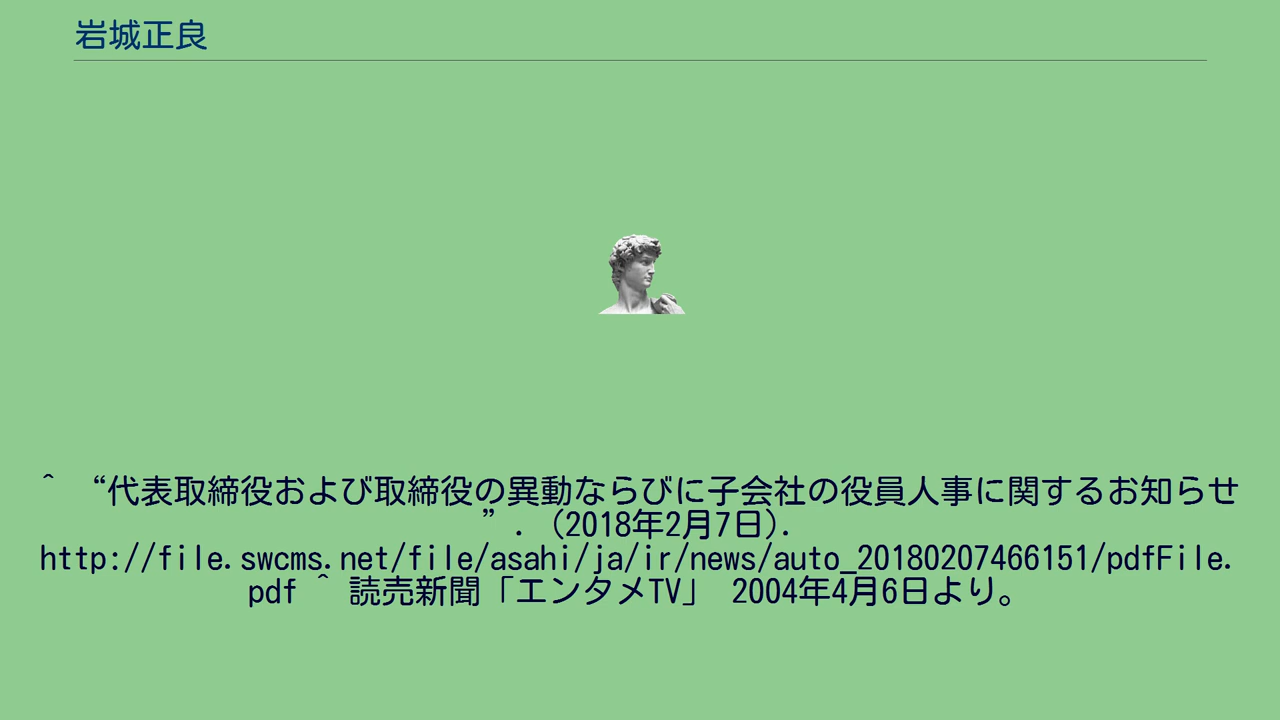 岩城正良
^ “代表取締役および取締役の異動ならびに子会社の役員人事に関するお知らせ
”. (2018年2月7日).
http://file.swcms.net/file/asahi/ja/ir/news/auto_20180207466151/pdfFile.
pdf ^ 読売新聞「エンタメTV」 2004年4月6日より。